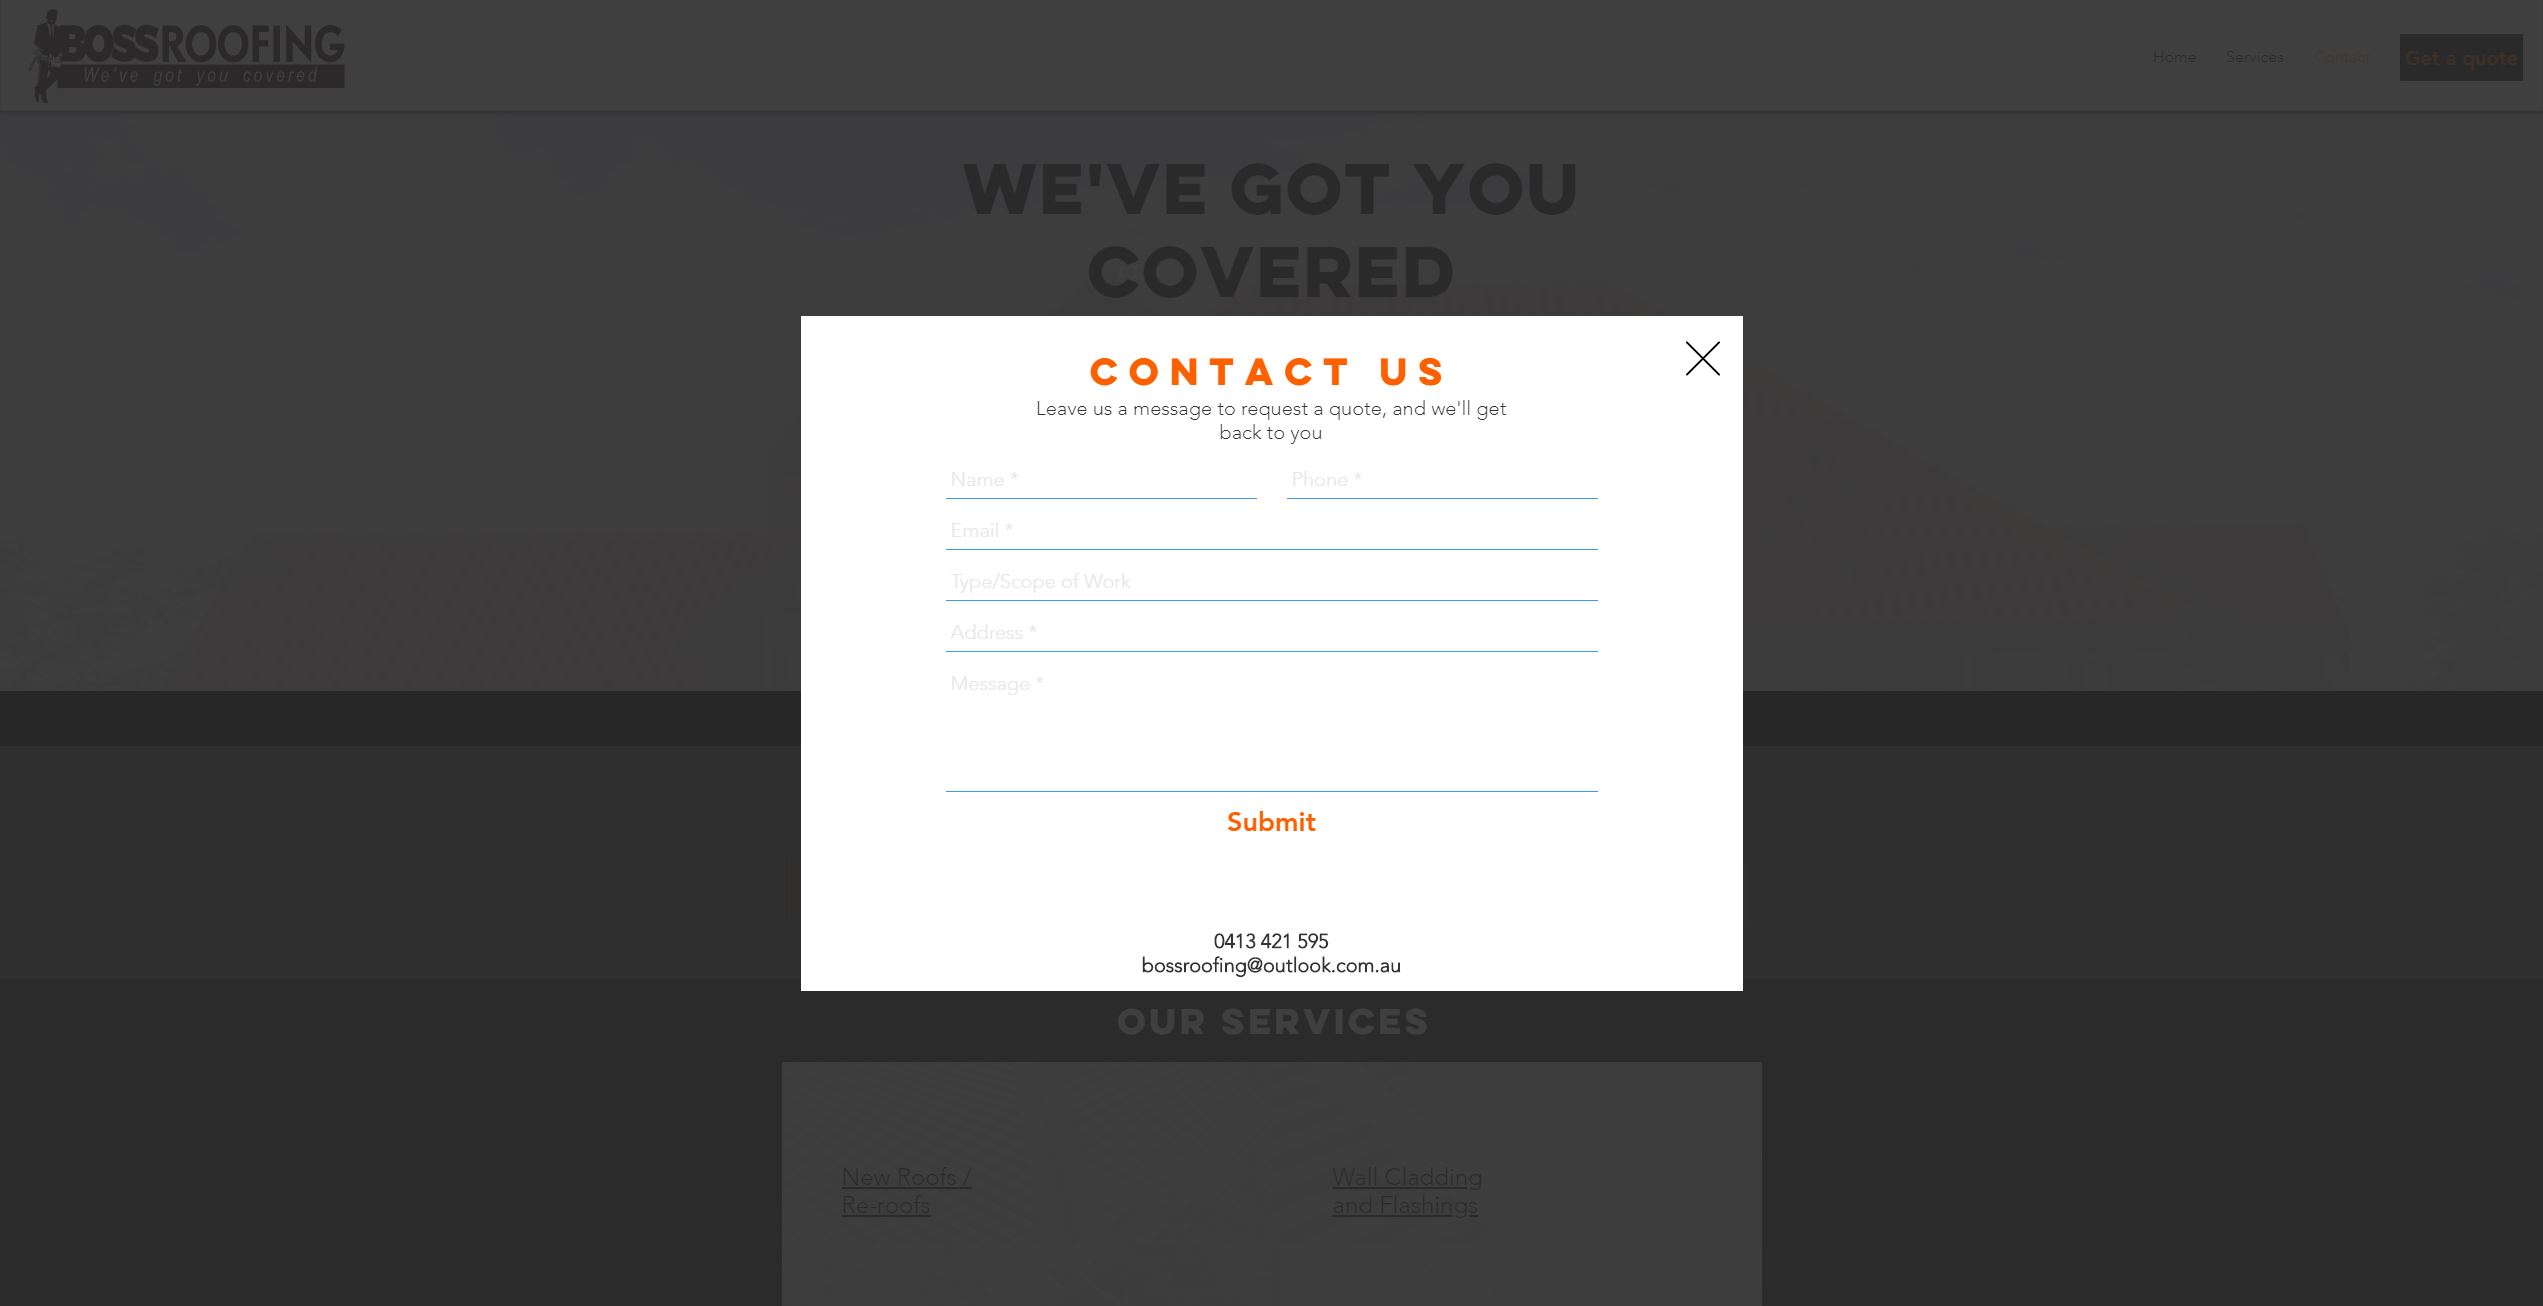 BOSSROOFING
We've got you covered
Home
Services
Contact
Get a quote
WE'VE GOT YOU
COVERED
CONTACT US
Leave us a message to request a quote, and we'll get
back to you
Name *
Phone *
Email *
Type/Scope of Work
Address *
Message *
Submit
0413 421 595
bossroofing@outlook.com.au
OUR SERVICES
New Roofs /
Re-roofs
Wall Cladding
and Flashings